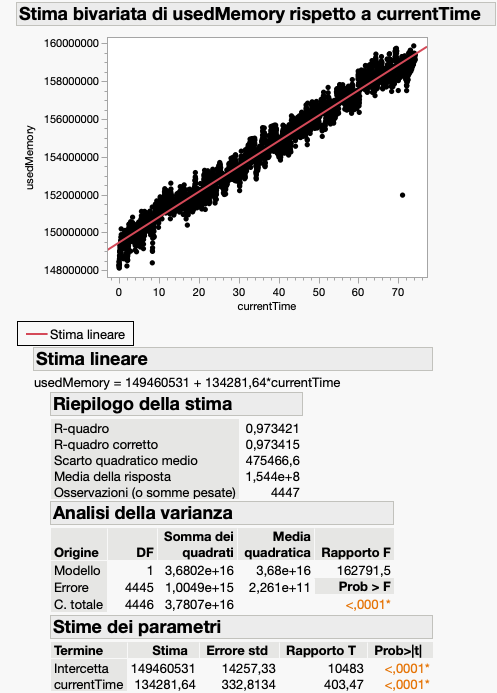 Stima bivariata di usedMemory rispetto a currentTime
160000000
158000000
156000000
154000000
152000000
150000000
148000000
usedMemory
0 10 20 30 40 50 60 70
currentTime
Stima lineare
Stima lineare
usedMemory = 149460531 + 134281,64*currentTime
Riepilogo della stima
R-quadro 0,973421
R-quadro corretto 0,973415
Scarto quadratico medio 475466,6
Media della risposta 1,544e+8
Osservazioni (o somme pesate) 4447
Analisi della varianza
Somma dei Media
Origine DF quadrati quadratica Rapporto F
Modello 1 3,6802e+16 3,68e+16 162791,5
Errore 4445 1,0049e+15 2,261e+11 Prob > F
C. totale 4446 3,7807e+16 <,0001*
Stime dei parametri
Termine Stima Errore std Rapporto T Prob>|t|
Intercetta 149460531 14257,33 10483 <,0001*
currentTime 134281,64 332,8134 403,47 <,0001*